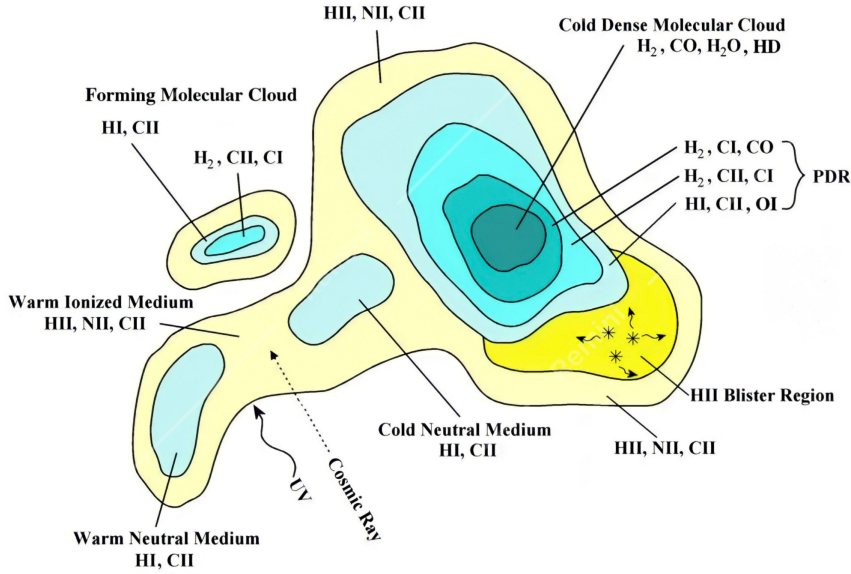 HII, NII, CII
Cold Dense Molecular Cloud
H₂, CO, H₂O, HD
Forming Molecular Cloud
HI, CII
H₂, CII, CI
H₂, CI, CO
H₂, CII, CI
HI, CII, OI
PDR
Warm Ionized Medium
HII, NII, CII
HII Blister Region
Cold Neutral Medium
HI, CII
HII, NII, CII
UV
Cosmic Ray
Warm Neutral Medium
HI, CII